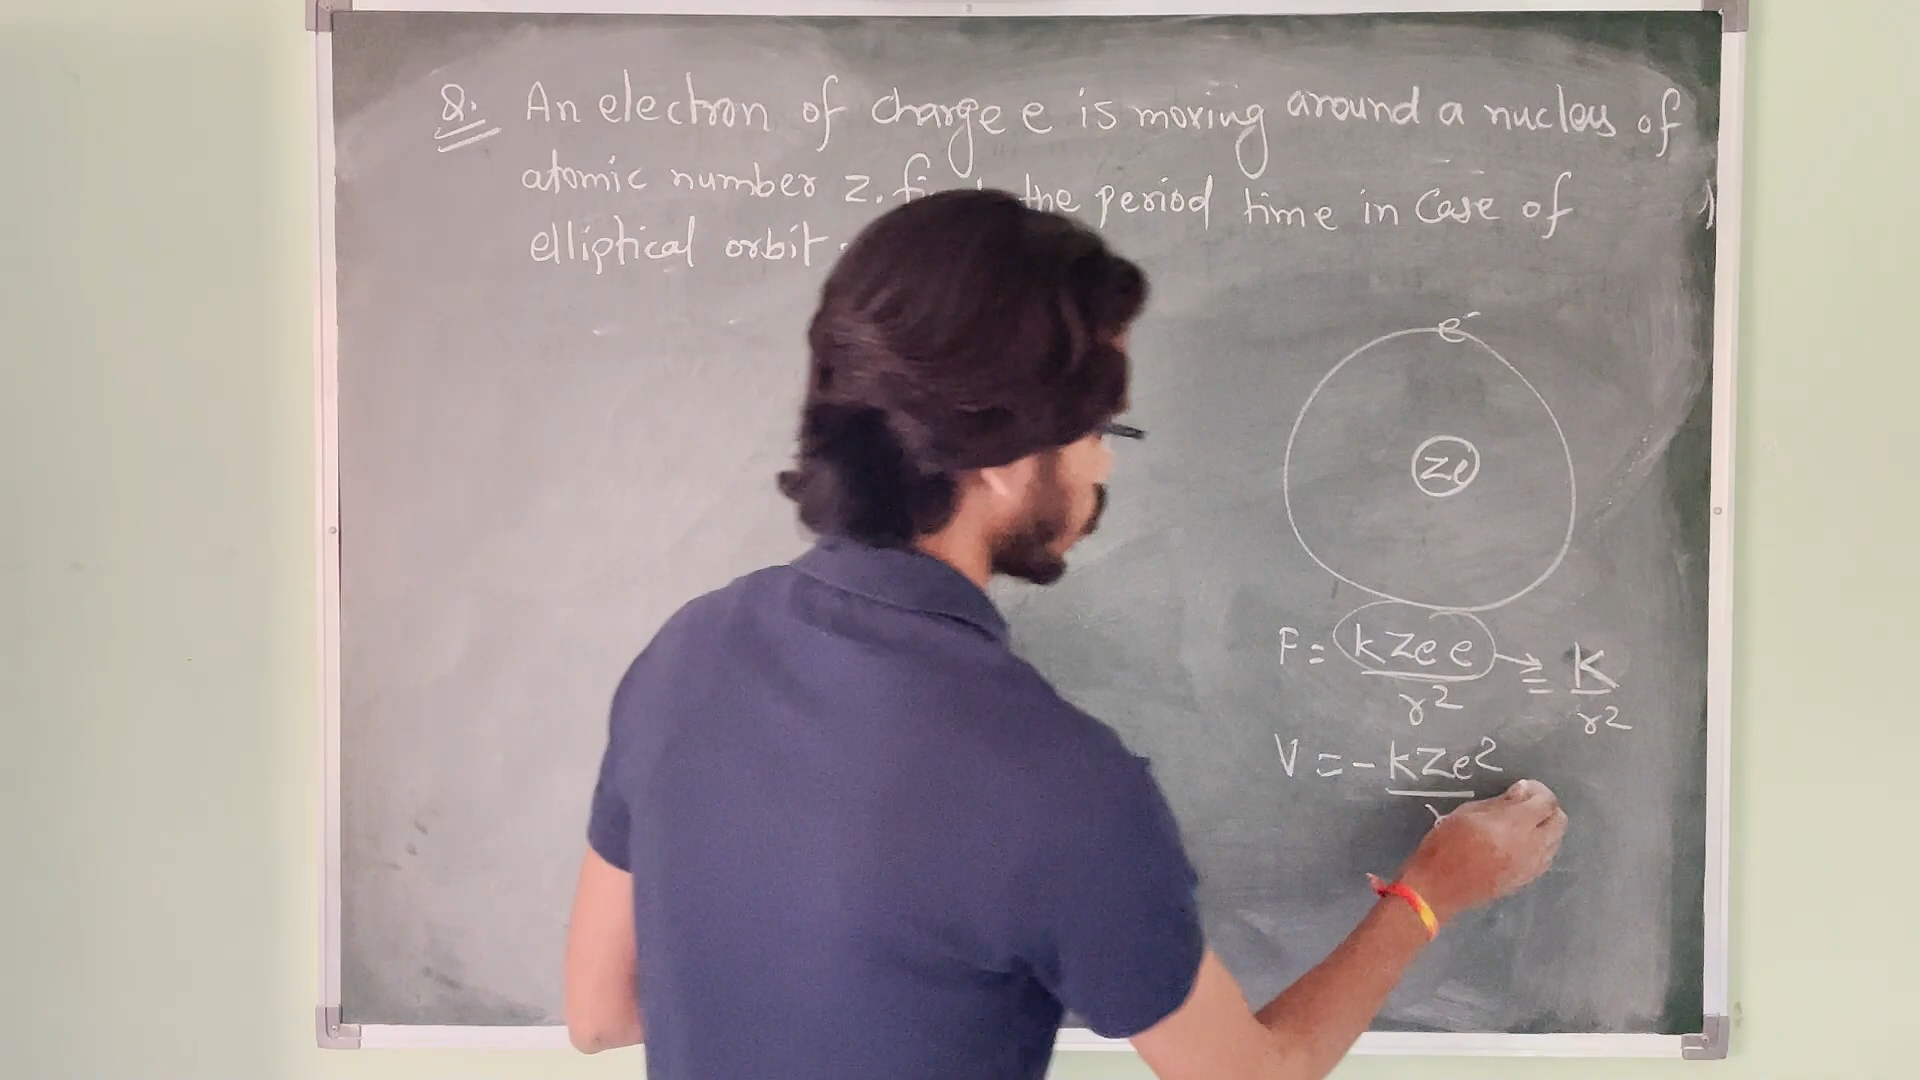 Q. An electron of charge e is moving around a nucleus of
atomic number z. the period time in case of
elliptical orbit
e⁻
Ze
F = kZee/r² ≡ K/r²
V = -kZe²